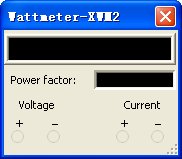 Wattmeter-XWM2
Power factor:
Voltage Current
+ − + −